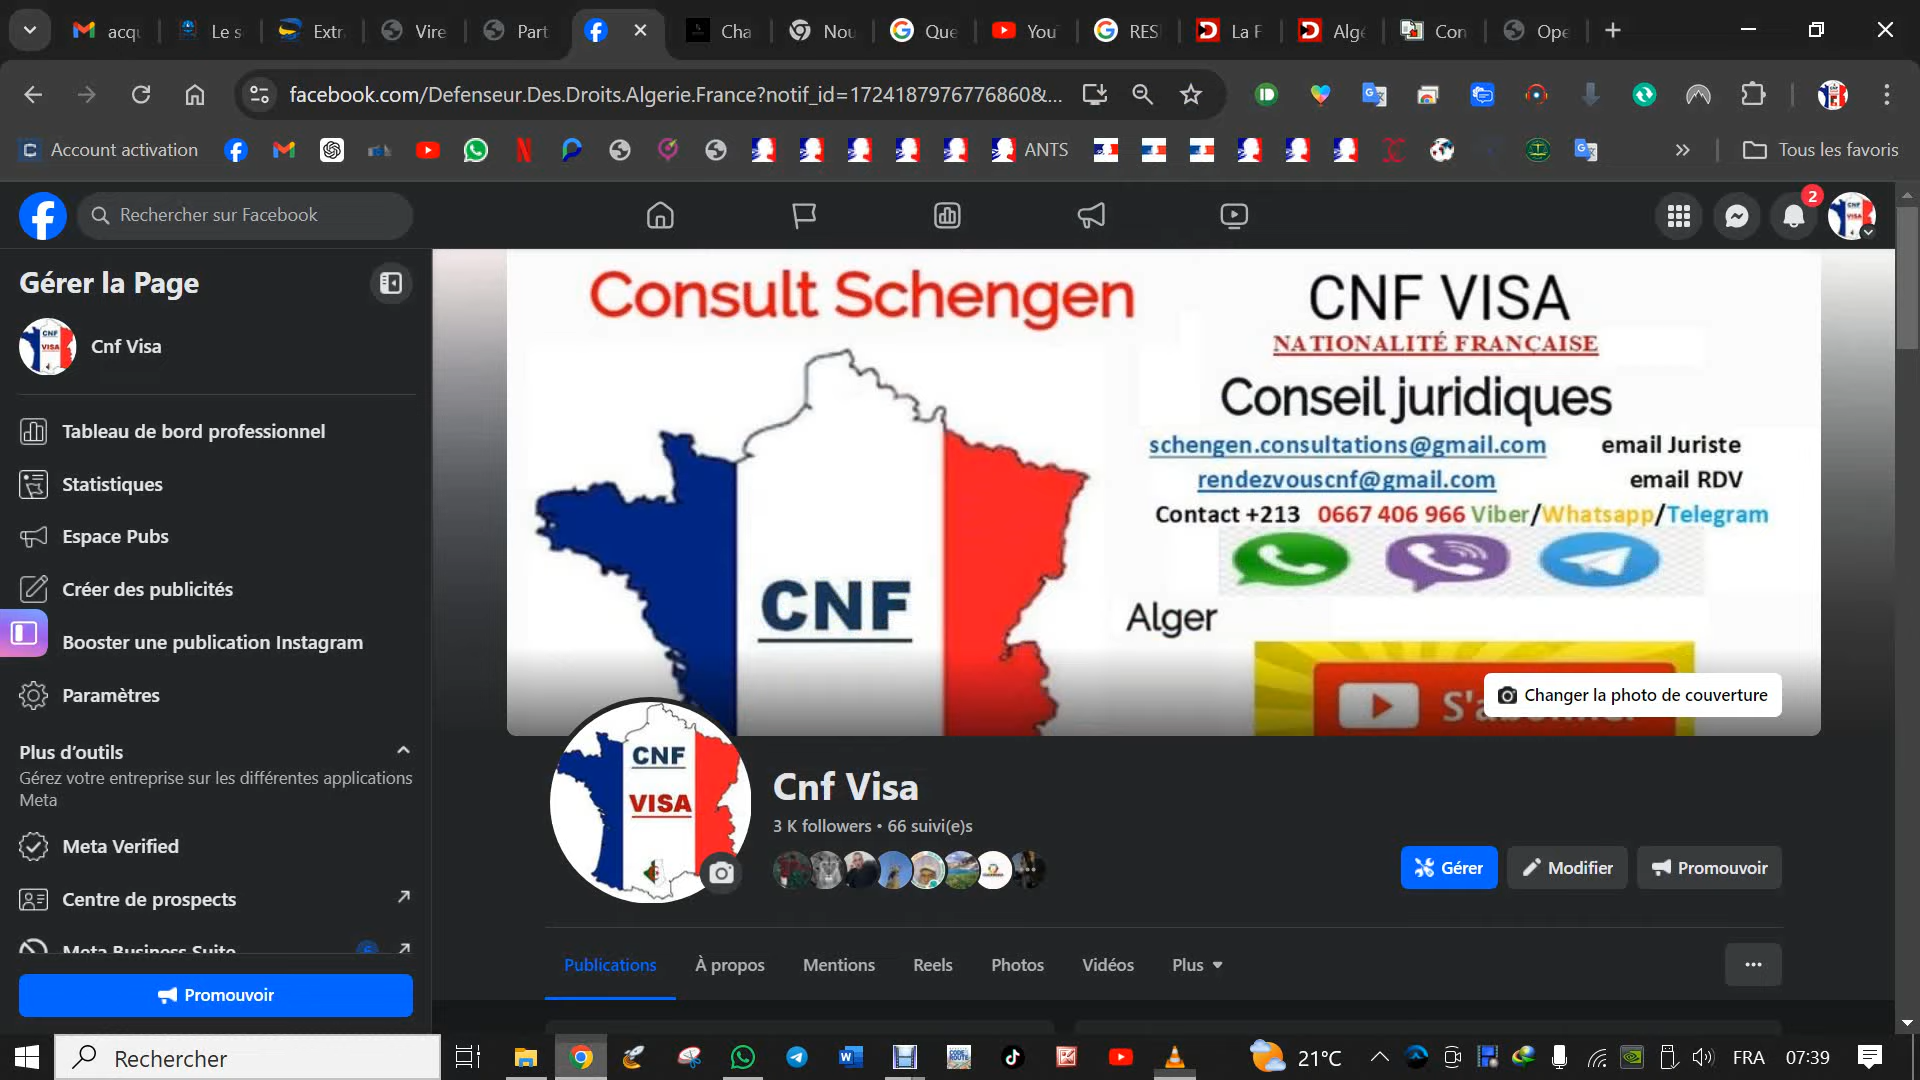 acqu
Le s
Extr
Vire
Part
Cha
Nou
Que
You
RES
La F
Algé
Con
Ope
facebook.com/Defenseur.Des.Droits.Algerie.France?notif_id=1724187976776860&...
Account activation
ANTS
Tous les favoris
Rechercher sur Facebook
2
Gérer la Page
Cnf Visa
Tableau de bord professionnel
Statistiques
Espace Pubs
Créer des publicités
Booster une publication Instagram
Paramètres
Plus d'outils
Gérez votre entreprise sur les différentes applications
Meta
Meta Verified
Centre de prospects
Meta Business Suite
Promouvoir
Consult Schengen
CNF VISA
NATIONALITÉ FRANÇAISE
Conseil juridiques
schengen.consultations@gmail.com email Juriste
rendezvouscnf@gmail.com email RDV
Contact +213 0667 406 966 Viber/Whatsapp/Telegram
CNF
Alger
Changer la photo de couverture
CNF
VISA
Cnf Visa
3 K followers • 66 suivi(e)s
Gérer
Modifier
Promouvoir
Publications
À propos
Mentions
Reels
Photos
Vidéos
Plus
Rechercher
21°C
FRA
07:39